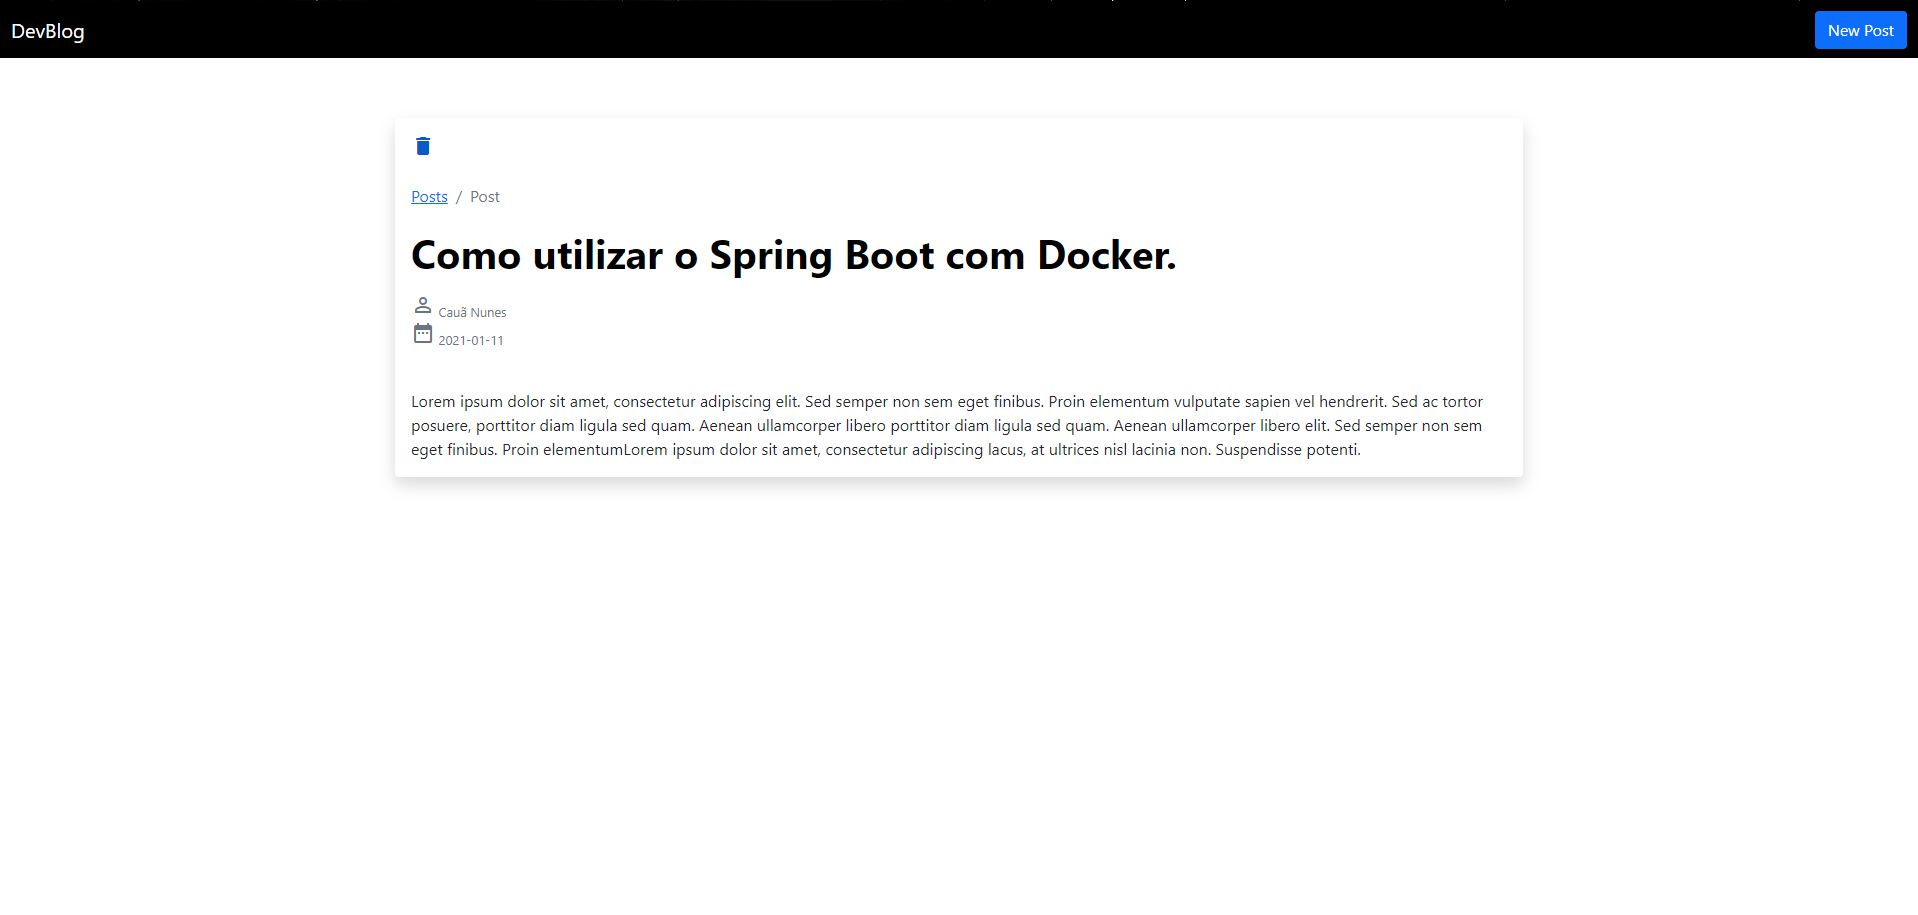 DevBlog
New Post
Posts / Post
Como utilizar o Spring Boot com Docker.
Cauã Nunes
2021-01-11
Lorem ipsum dolor sit amet, consectetur adipiscing elit. Sed semper non sem eget finibus. Proin elementum vulputate sapien vel hendrerit. Sed ac tortor
posuere, porttitor diam ligula sed quam. Aenean ullamcorper libero porttitor diam ligula sed quam. Aenean ullamcorper libero elit. Sed semper non sem
eget finibus. Proin elementumLorem ipsum dolor sit amet, consectetur adipiscing lacus, at ultrices nisl lacinia non. Suspendisse potenti.